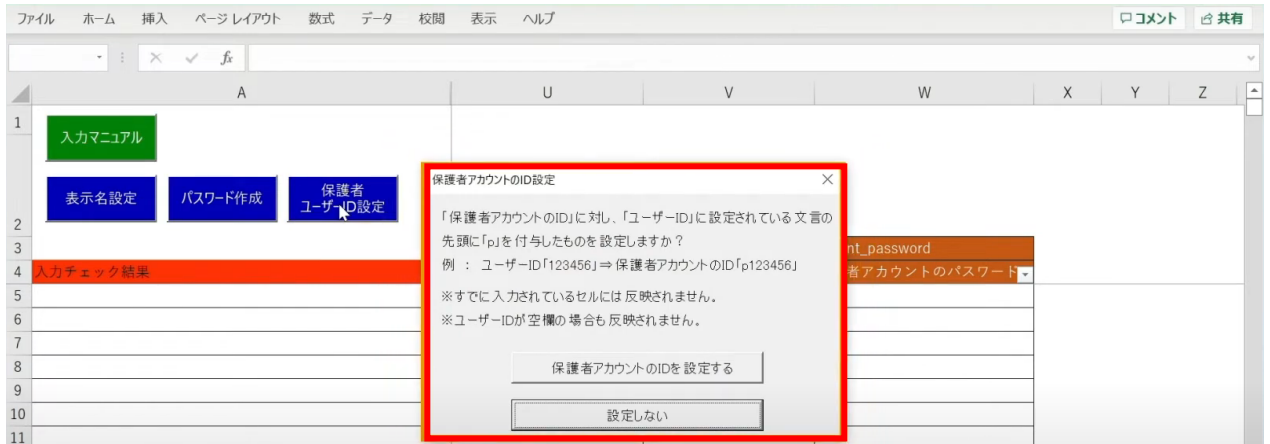 ファイル ホーム 挿入 ページ レイアウト 数式 データ 校閲 表示 ヘルプ コメント 共有
fx
A U V W X Y Z
1
入力マニュアル
表示名設定 パスワード作成 保護者
ユーザーID設定
2
保護者アカウントのID設定
「保護者アカウントのID」に対し、「ユーザーID」に設定されている文言の
先頭に「p」を付与したものを設定しますか？
例 ： ユーザーID「123456」⇒保護者アカウントのID「p123456」
※すでに入力されているセルには反映されません。
※ユーザーIDが空欄の場合も反映されません。
保護者アカウントのIDを設定する
設定しない
3 nt_password
4 入力チェック結果 者アカウントのパスワード
5
6
7
8
9
10
11